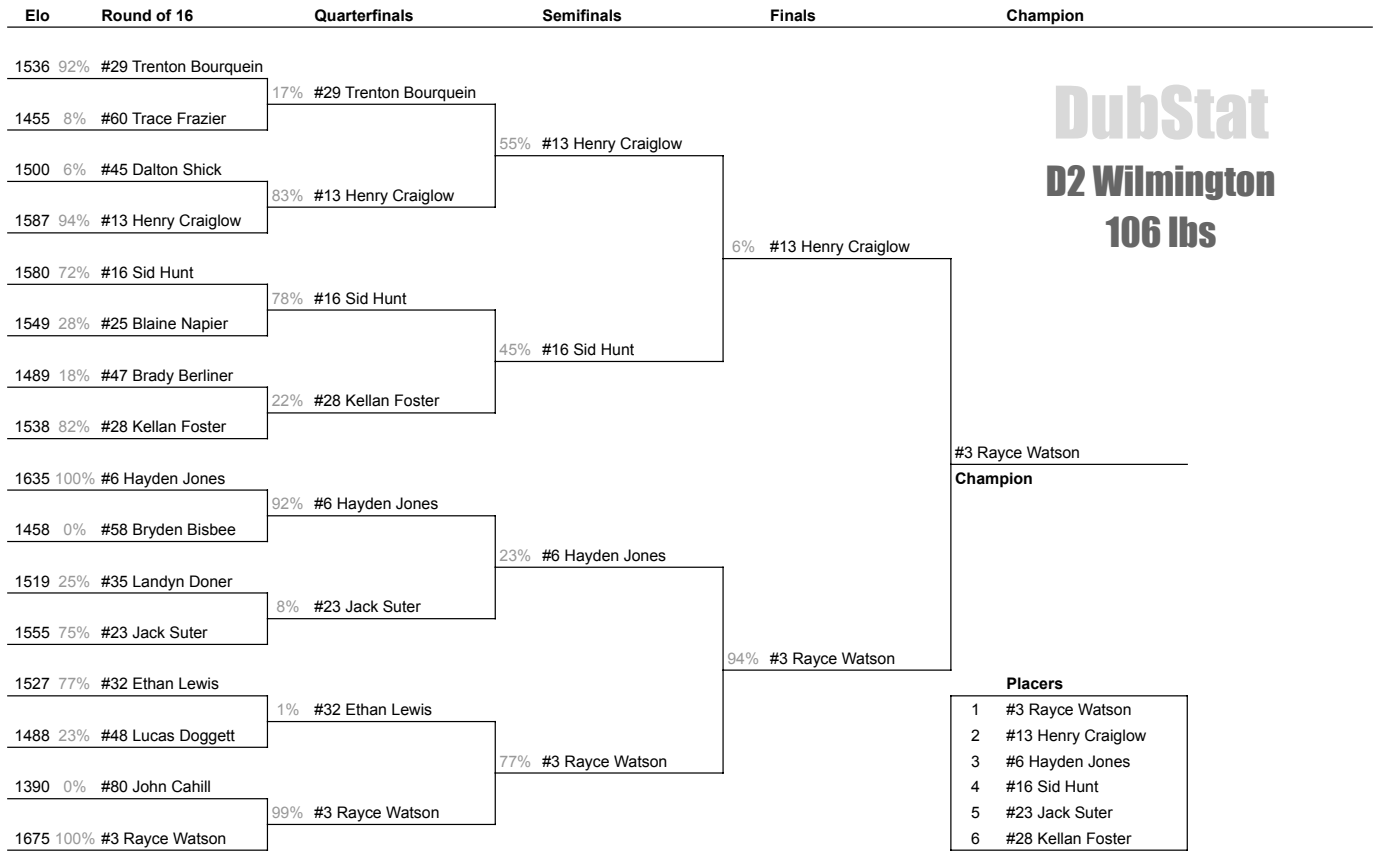 Elo Round of 16 Quarterfinals Semifinals Finals Champion
1536 92% #29 Trenton Bourquein
17% #29 Trenton Bourquein
1455 8% #60 Trace Frazier
DubStat
55% #13 Henry Craiglow
1500 6% #45 Dalton Shick
D2 Wilmington
83% #13 Henry Craiglow
1587 94% #13 Henry Craiglow
106 lbs
6% #13 Henry Craiglow
1580 72% #16 Sid Hunt
78% #16 Sid Hunt
1549 28% #25 Blaine Napier
45% #16 Sid Hunt
1489 18% #47 Brady Berliner
22% #28 Kellan Foster
1538 82% #28 Kellan Foster
#3 Rayce Watson
1635 100% #6 Hayden Jones
Champion
92% #6 Hayden Jones
1458 0% #58 Bryden Bisbee
23% #6 Hayden Jones
1519 25% #35 Landyn Doner
8% #23 Jack Suter
1555 75% #23 Jack Suter
94% #3 Rayce Watson
1527 77% #32 Ethan Lewis
Placers
1% #32 Ethan Lewis
1 #3 Rayce Watson
1488 23% #48 Lucas Doggett
2 #13 Henry Craiglow
77% #3 Rayce Watson
3 #6 Hayden Jones
1390 0% #80 John Cahill
4 #16 Sid Hunt
99% #3 Rayce Watson
5 #23 Jack Suter
1675 100% #3 Rayce Watson
6 #28 Kellan Foster